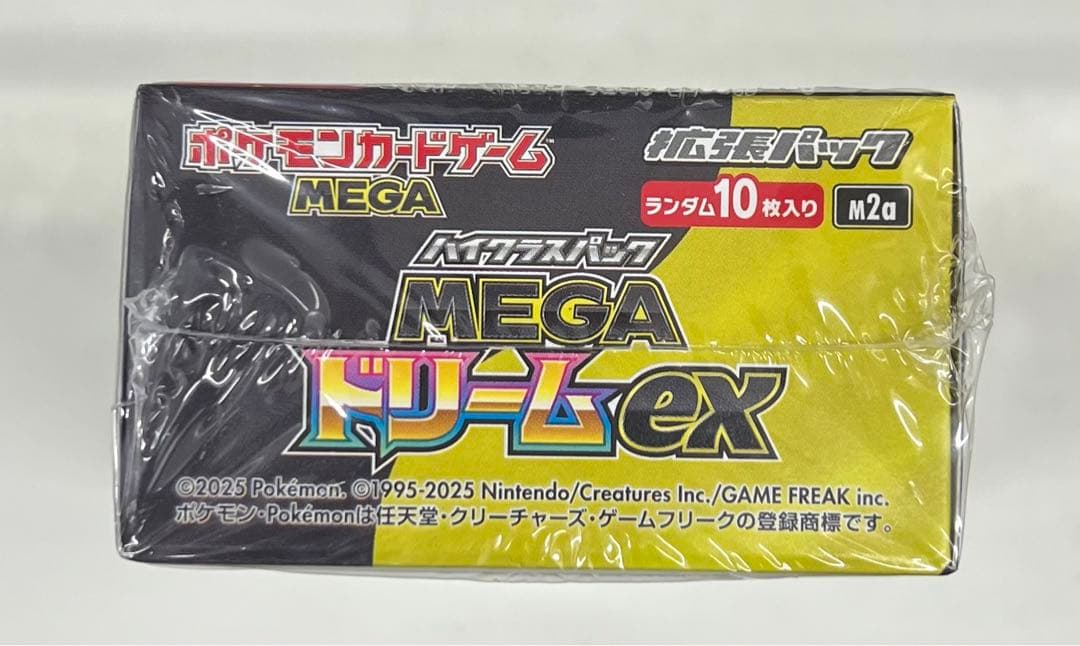 ポケモンカードゲーム™
MEGA
拡張パック
ランダム10枚入り
M2a
ハイクラスパック
MEGA
ドリームex
©2025 Pokémon. ©1995-2025 Nintendo/Creatures Inc./GAME FREAK inc.
ポケモン・Pokémonは任天堂・クリーチャーズ・ゲームフリークの登録商標です。